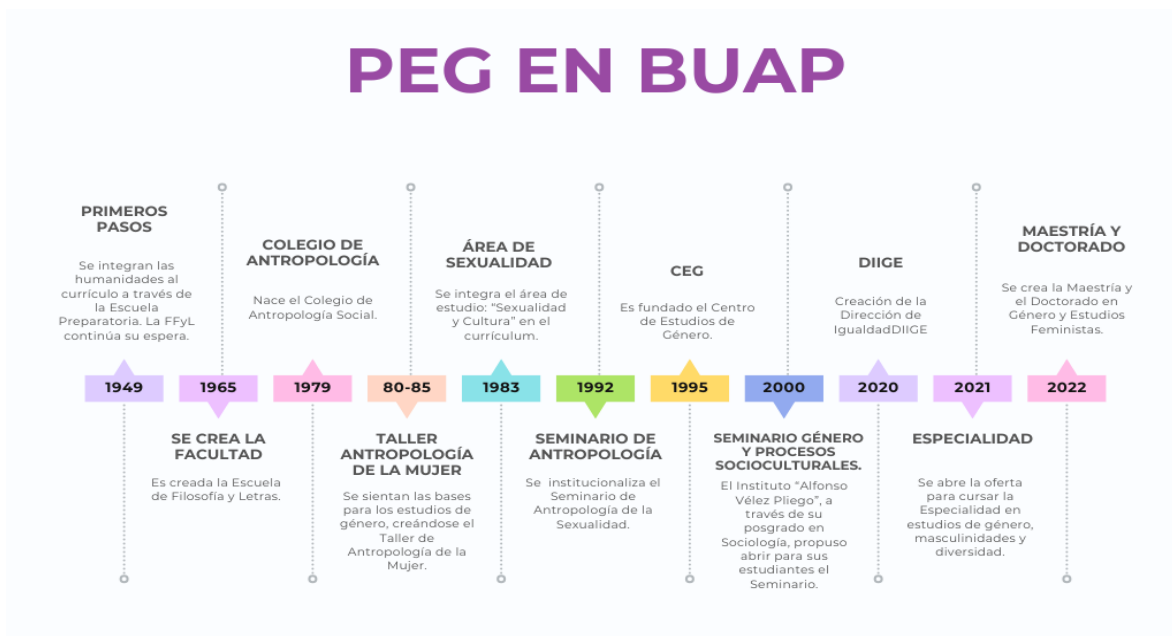 PEG EN BUAP
PRIMEROS
PASOS
Se integran las
humanidades al
currículo a través de
la Escuela
Preparatoria. La FFyL
continúa su espera.
COLEGIO DE
ANTROPOLOGÍA
Nace el Colegio de
Antropología Social.
ÁREA DE
SEXUALIDAD
Se integra el área de
estudio: “Sexualidad
y Cultura” en el
currículum.
CEG
Es fundado el Centro
de Estudios de
Género.
DIIGE
Creación de la
Dirección de
IgualdadDIIGE
MAESTRÍA Y
DOCTORADO
Se crea la Maestría y
el Doctorado en
Género y Estudios
Feministas.
1949
1965
1979
80-85
1983
1992
1995
2000
2020
2021
2022
SE CREA LA
FACULTAD
Es creada la Escuela
de Filosofía y Letras.
TALLER
ANTROPOLOGÍA
DE LA MUJER
Se sientan las bases
para los estudios de
género, creándose el
Taller de
Antropología de la
Mujer.
SEMINARIO DE
ANTROPOLOGÍA
Se institucionaliza el
Seminario de
Antropología de la
Sexualidad.
SEMINARIO GÉNERO
Y PROCESOS
SOCIOCULTURALES.
El Instituto “Alfonso
Vélez Pliego”, a
través de su
posgrado en
Sociología, propuso
abrir para sus
estudiantes el
Seminario.
ESPECIALIDAD
Se abre la oferta
para cursar la
Especialidad en
estudios de género,
masculinidades y
diversidad.